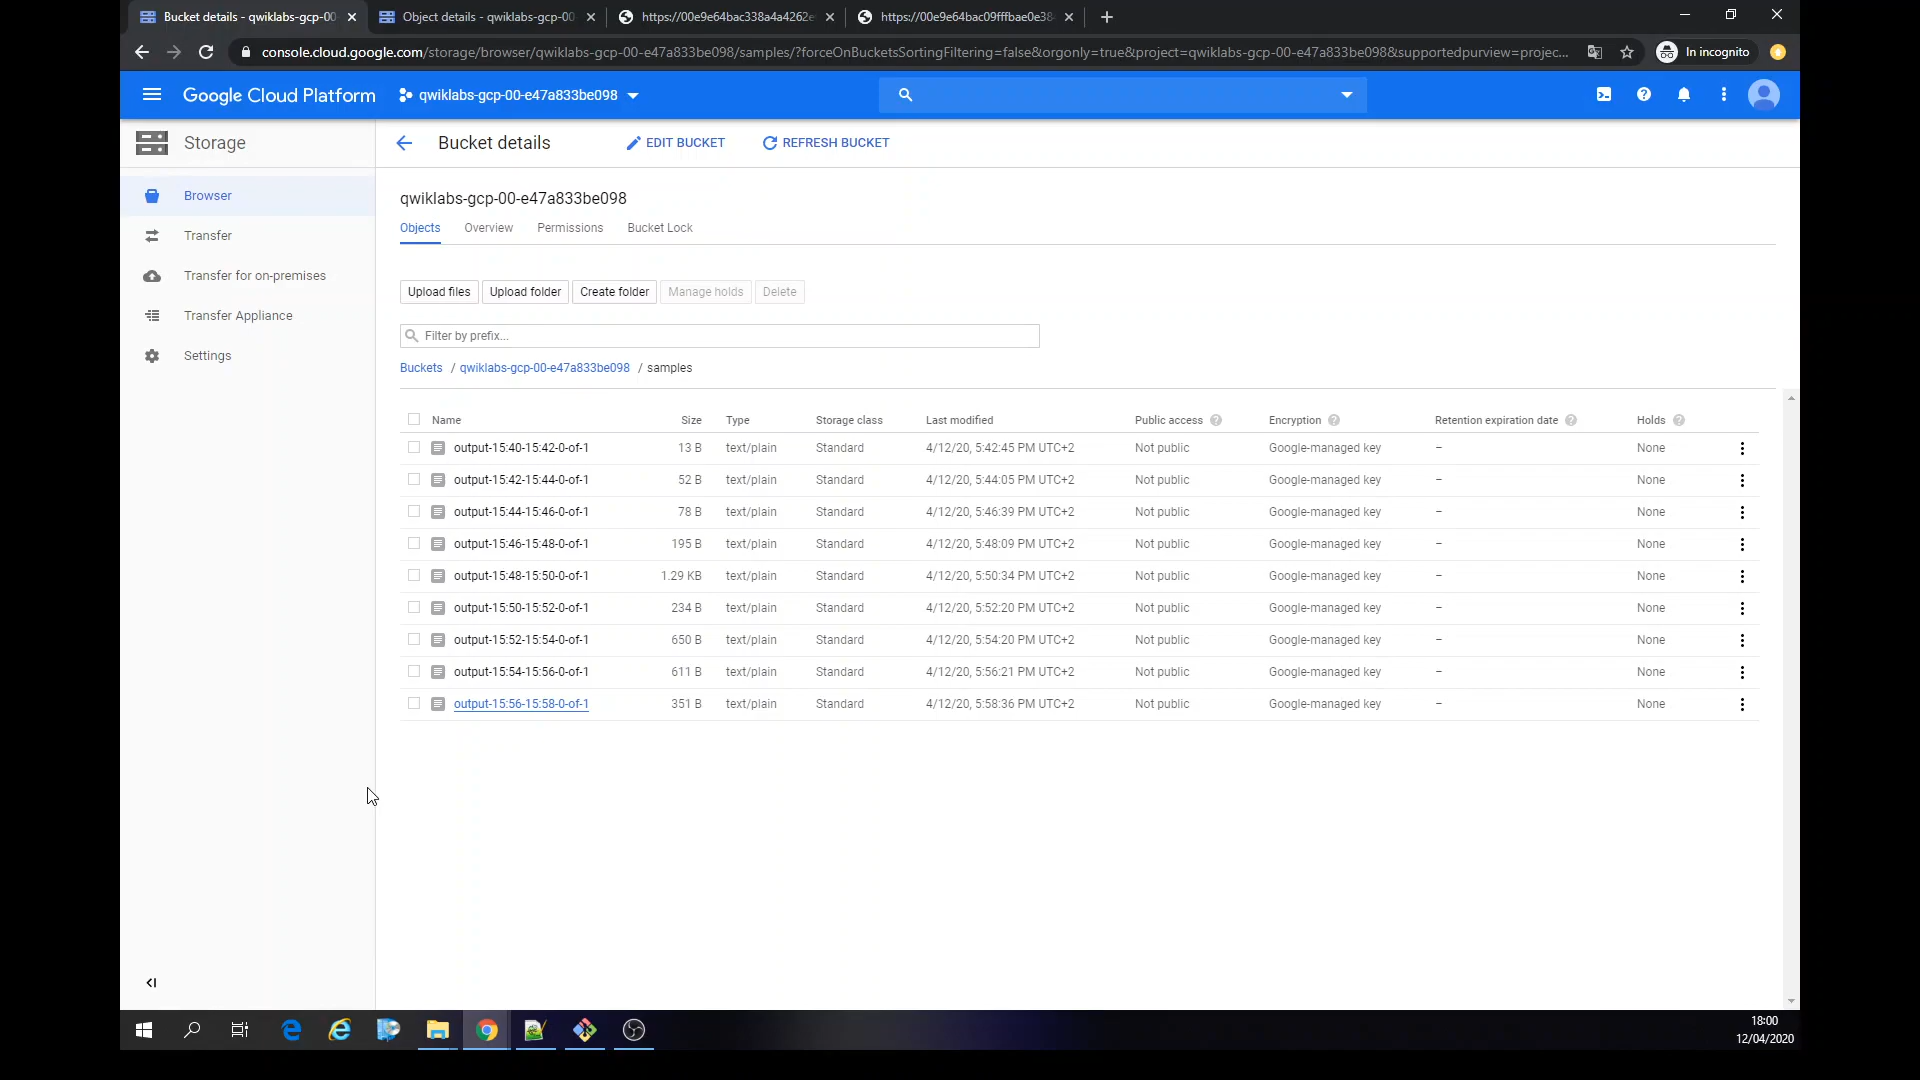 Bucket details - qwiklabs-gcp-00
Object details - qwiklabs-gcp-00
https://00e9e64bac338a4a4262e
https://00e9e64bac09fffbae0e38
console.cloud.google.com/storage/browser/qwiklabs-gcp-00-e47a833be098/samples/?forceOnBucketsSortingFiltering=false&orgonly=true&project=qwiklabs-gcp-00-e47a833be098&supportedpurview=projec...
In incognito
Google Cloud Platform
qwiklabs-gcp-00-e47a833be098
Storage
Bucket details
EDIT BUCKET
REFRESH BUCKET
Browser
Transfer
Transfer for on-premises
Transfer Appliance
Settings
qwiklabs-gcp-00-e47a833be098
Objects Overview Permissions Bucket Lock
Upload files Upload folder Create folder Manage holds Delete
Filter by prefix...
Buckets / qwiklabs-gcp-00-e47a833be098 / samples
Name Size Type Storage class Last modified Public access Encryption Retention expiration date Holds
output-15:40-15:42-0-of-1 13 B text/plain Standard 4/12/20, 5:42:45 PM UTC+2 Not public Google-managed key – None
output-15:42-15:44-0-of-1 52 B text/plain Standard 4/12/20, 5:44:05 PM UTC+2 Not public Google-managed key – None
output-15:44-15:46-0-of-1 78 B text/plain Standard 4/12/20, 5:46:39 PM UTC+2 Not public Google-managed key – None
output-15:46-15:48-0-of-1 195 B text/plain Standard 4/12/20, 5:48:09 PM UTC+2 Not public Google-managed key – None
output-15:48-15:50-0-of-1 1.29 KB text/plain Standard 4/12/20, 5:50:34 PM UTC+2 Not public Google-managed key – None
output-15:50-15:52-0-of-1 234 B text/plain Standard 4/12/20, 5:52:20 PM UTC+2 Not public Google-managed key – None
output-15:52-15:54-0-of-1 650 B text/plain Standard 4/12/20, 5:54:20 PM UTC+2 Not public Google-managed key – None
output-15:54-15:56-0-of-1 611 B text/plain Standard 4/12/20, 5:56:21 PM UTC+2 Not public Google-managed key – None
output-15:56-15:58-0-of-1 351 B text/plain Standard 4/12/20, 5:58:36 PM UTC+2 Not public Google-managed key – None
18:00
12/04/2020